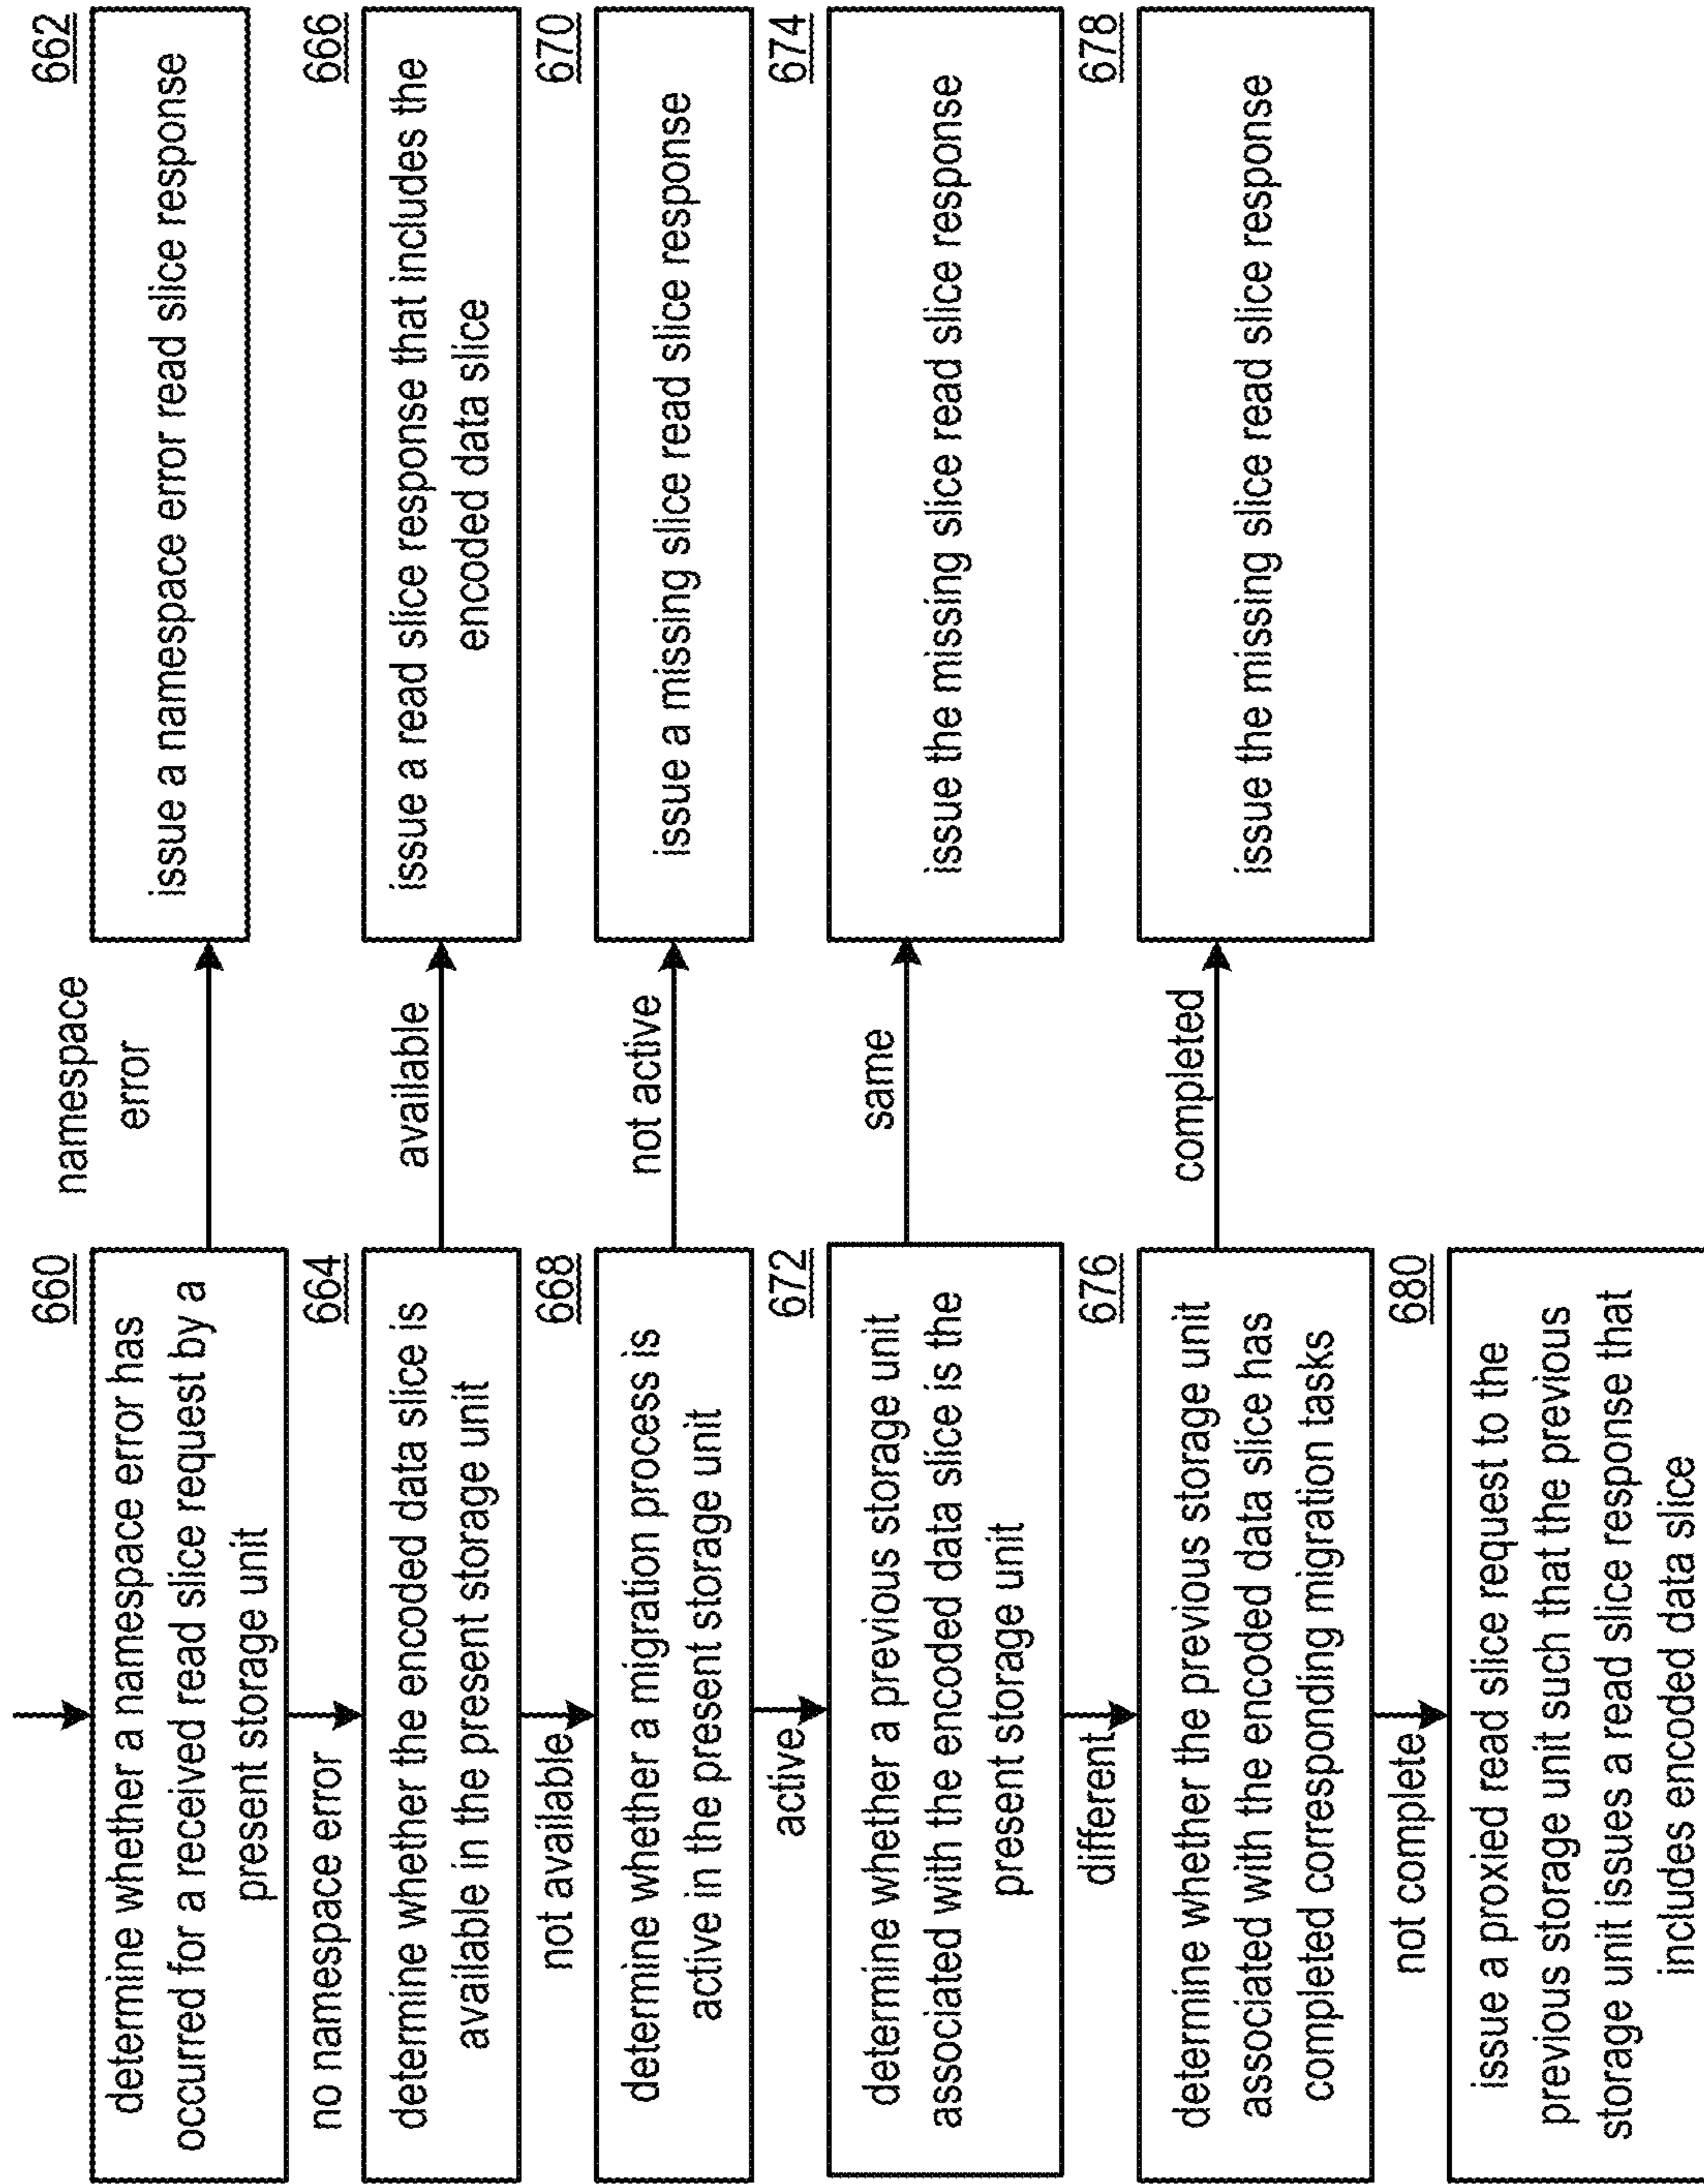 660
determine whether a namespace error has
occurred for a received read slice request by a
present storage unit
namespace
error
662
issue a namespace error read slice response
no namespace error
664
determine whether the encoded data slice is
available in the present storage unit
available
666
issue a read slice response that includes the
encoded data slice
not available
668
determine whether a migration process is
active in the present storage unit
not active
670
issue a missing slice read slice response
active
672
determine whether a previous storage unit
associated with the encoded data slice is the
present storage unit
same
674
issue the missing slice read slice response
different
676
determine whether the previous storage unit
associated with the encoded data slice has
completed corresponding migration tasks
completed
678
issue the missing slice read slice response
not complete
680
issue a proxied read slice request to the
previous storage unit such that the previous
storage unit issues a read slice response that
includes encoded data slice